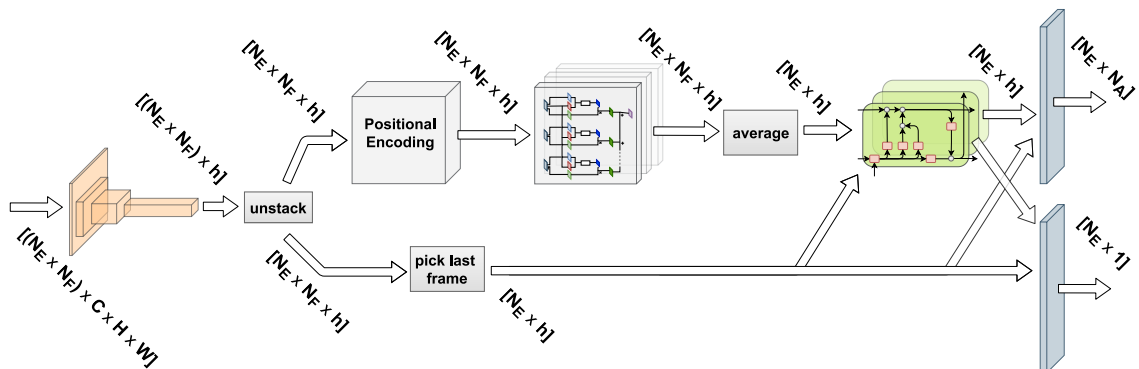 [(N_E x N_F) x C x H x W]
[(N_E x N_F) x h]
unstack
[N_E x N_F x h]
Positional
Encoding
[N_E x N_F x h]
[N_E x N_F x h]
average
[N_E x h]
[N_E x h]
[N_E x N_A]
[N_E x N_F x h]
pick last
frame
[N_E x h]
[N_E x 1]